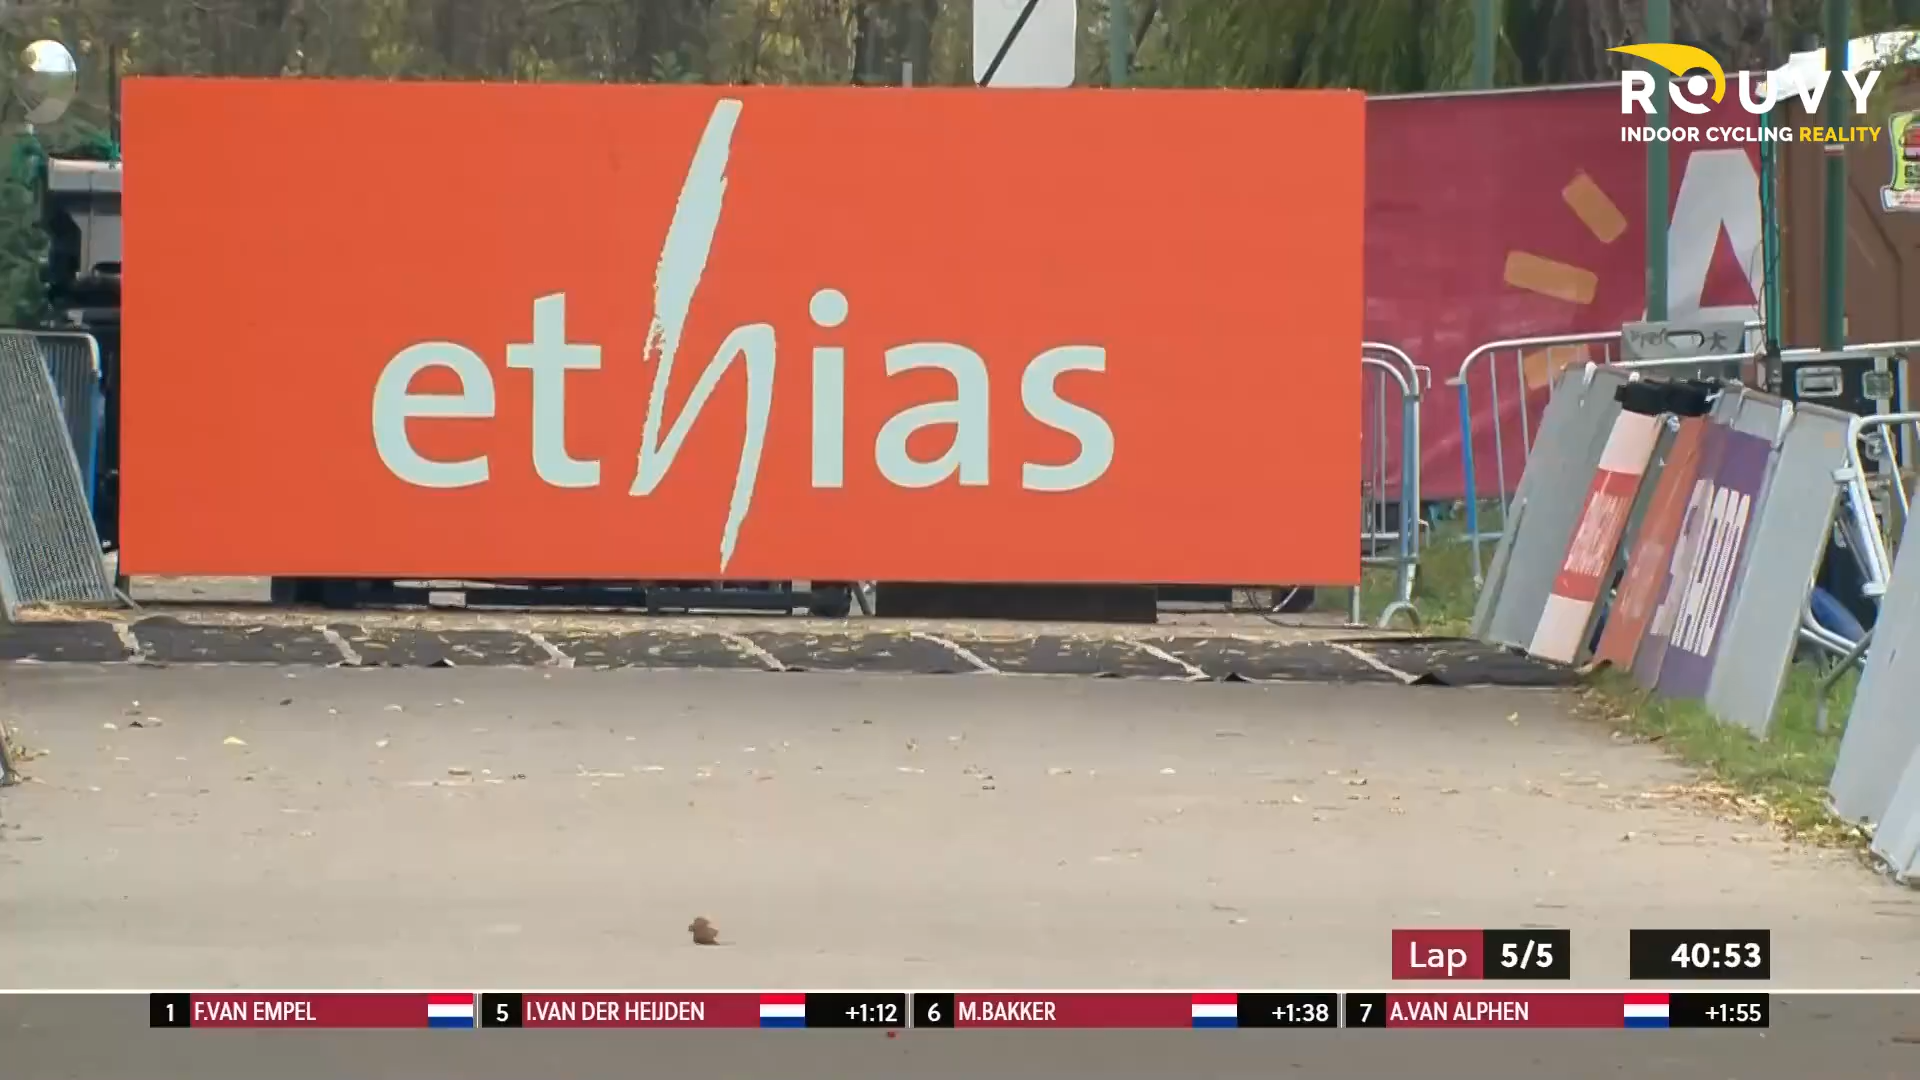 ROUVY
INDOOR CYCLING REALITY
A
ethias
Lap 5/5 40:53
1 F.VAN EMPEL 5 I.VAN DER HEIJDEN +1:12 6 M.BAKKER +1:38 7 A.VAN ALPHEN +1:55